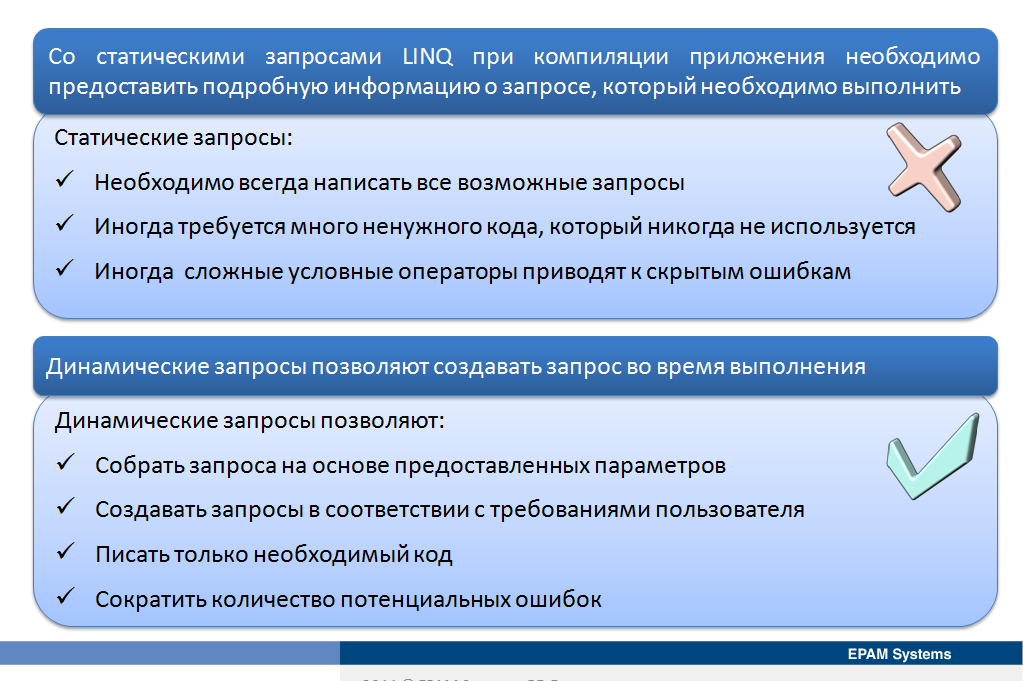 Со статическими запросами LINQ при компиляции приложения необходимо
предоставить подробную информацию о запросе, который необходимо выполнить
Статические запросы:
Необходимо всегда написать все возможные запросы
Иногда требуется много ненужного кода, который никогда не используется
Иногда сложные условные операторы приводят к скрытым ошибкам
Динамические запросы позволяют создавать запрос во время выполнения
Динамические запросы позволяют:
Собрать запроса на основе предоставленных параметров
Создавать запросы в соответствии с требованиями пользователя
Писать только необходимый код
Сократить количество потенциальных ошибок
EPAM Systems